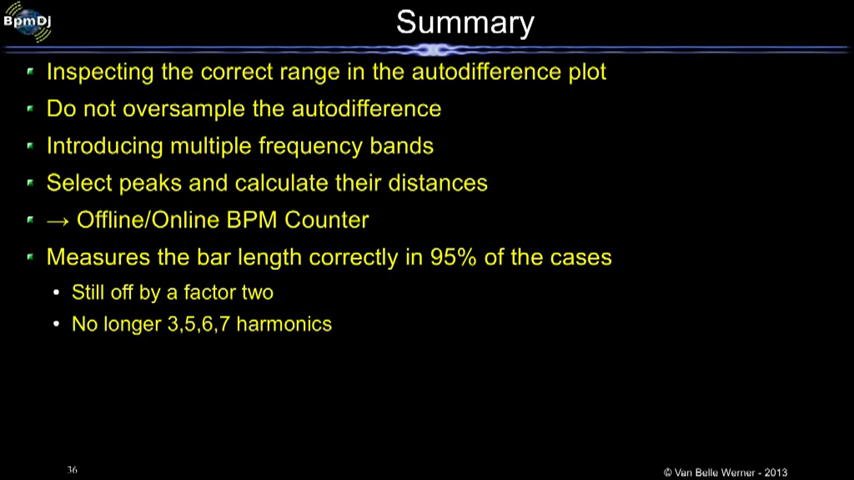 BpmDj
Summary
Inspecting the correct range in the autodifference plot
Do not oversample the autodifference
Introducing multiple frequency bands
Select peaks and calculate their distances
→ Offline/Online BPM Counter
Measures the bar length correctly in 95% of the cases
Still off by a factor two
No longer 3,5,6,7 harmonics
36
© Van Belle Werner - 2013